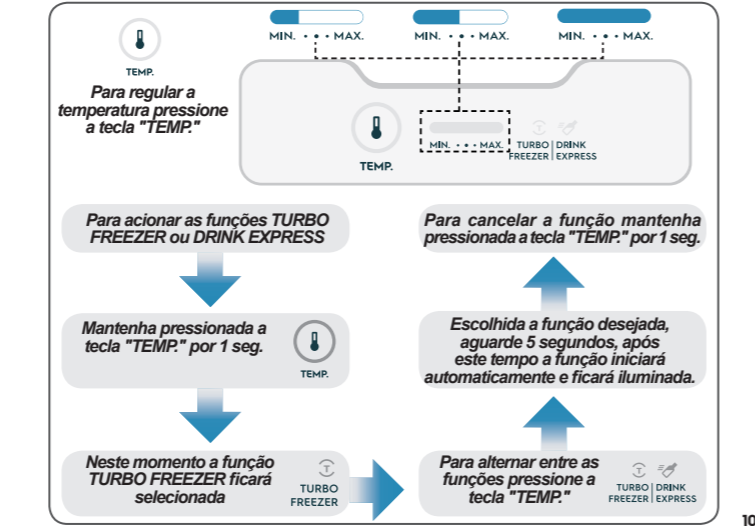 MIN. • • • MAX.
MIN. • • • MAX.
MIN. • • • MAX.
TEMP.
Para regular a
temperatura pressione
a tecla "TEMP."
TEMP.
MIN. • • • MAX.
TURBO | DRINK
FREEZER | EXPRESS
Para acionar as funções TURBO
FREEZER ou DRINK EXPRESS
Mantenha pressionada a
tecla "TEMP." por 1 seg.
TEMP.
Neste momento a função
TURBO FREEZER ficará
selecionada
T
TURBO
FREEZER
Para alternar entre as
funções pressione a
tecla "TEMP."
T
TURBO | DRINK
FREEZER | EXPRESS
Escolhida a função desejada,
aguarde 5 segundos, após
este tempo a função iniciará
automaticamente e ficará iluminada.
Para cancelar a função mantenha
pressionada a tecla "TEMP." por 1 seg.
10